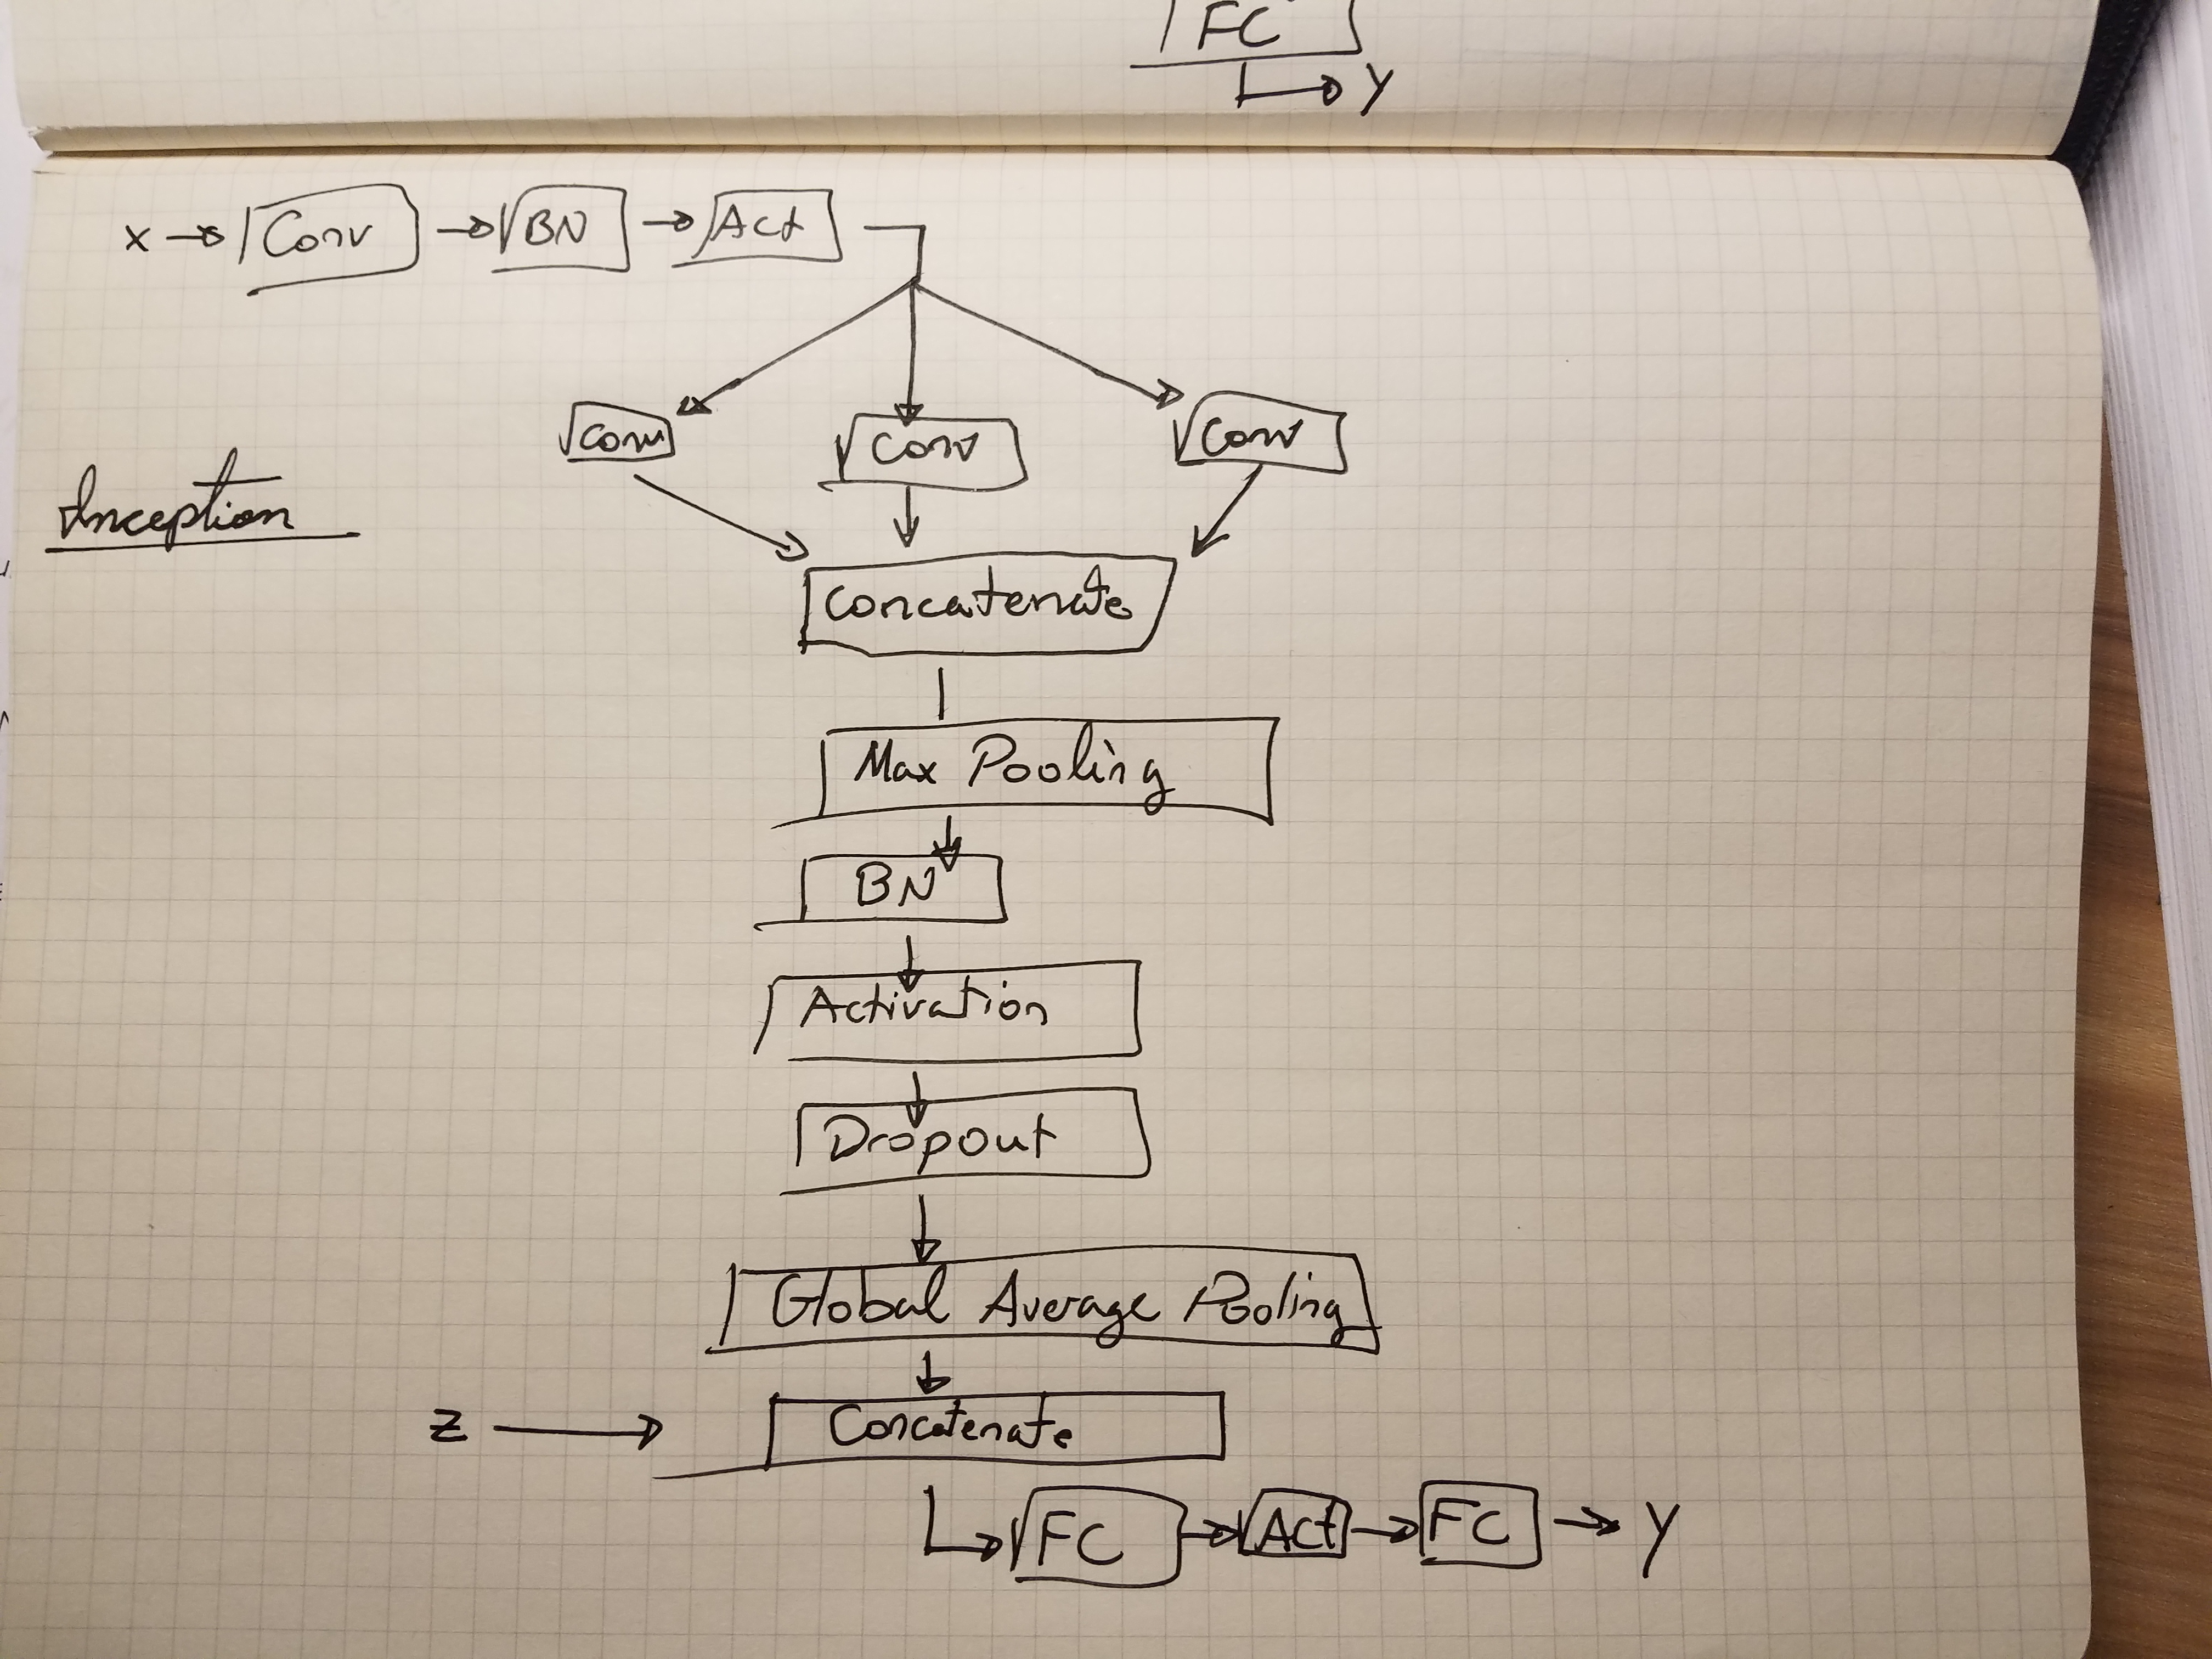 FC
y
x Conv BN Act
Conv Conv Conv
Inception
Concatenate
Max Pooling
BN
Activation
Dropout
Global Average Pooling
z Concatenate
FC Act FC y